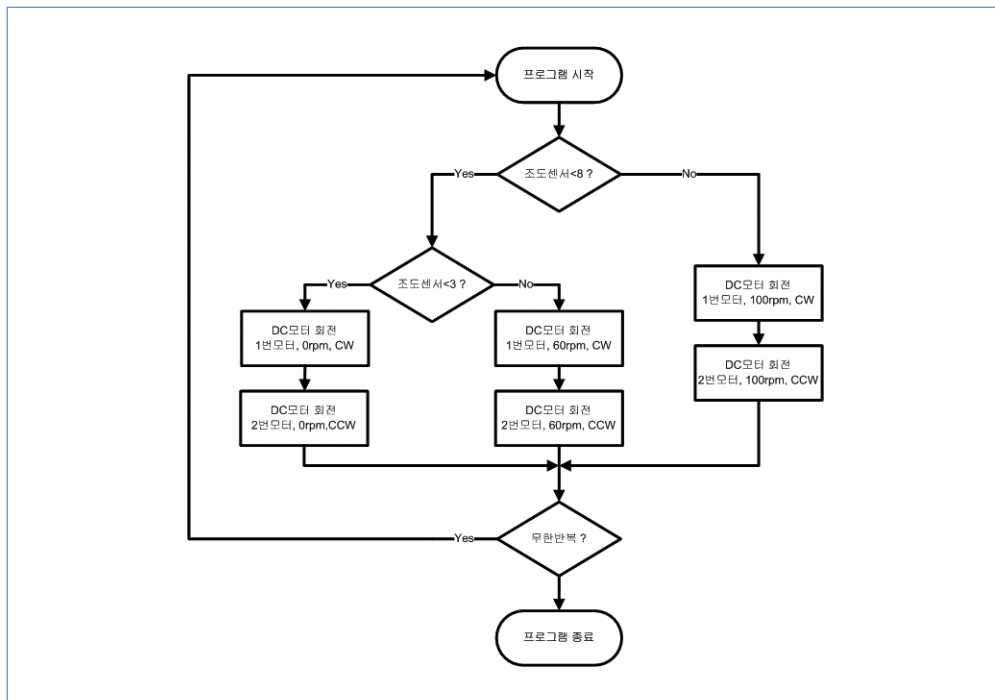 프로그램 시작
조도센서<8 ?
Yes
No
조도센서<3 ?
Yes
No
DC모터 회전
1번모터, 0rpm, CW
DC모터 회전
2번모터, 0rpm,CCW
DC모터 회전
1번모터, 60rpm, CW
DC모터 회전
2번모터, 60rpm, CCW
DC모터 회전
1번모터, 100rpm, CW
DC모터 회전
2번모터, 100rpm, CCW
무한반복 ?
Yes
프로그램 종료